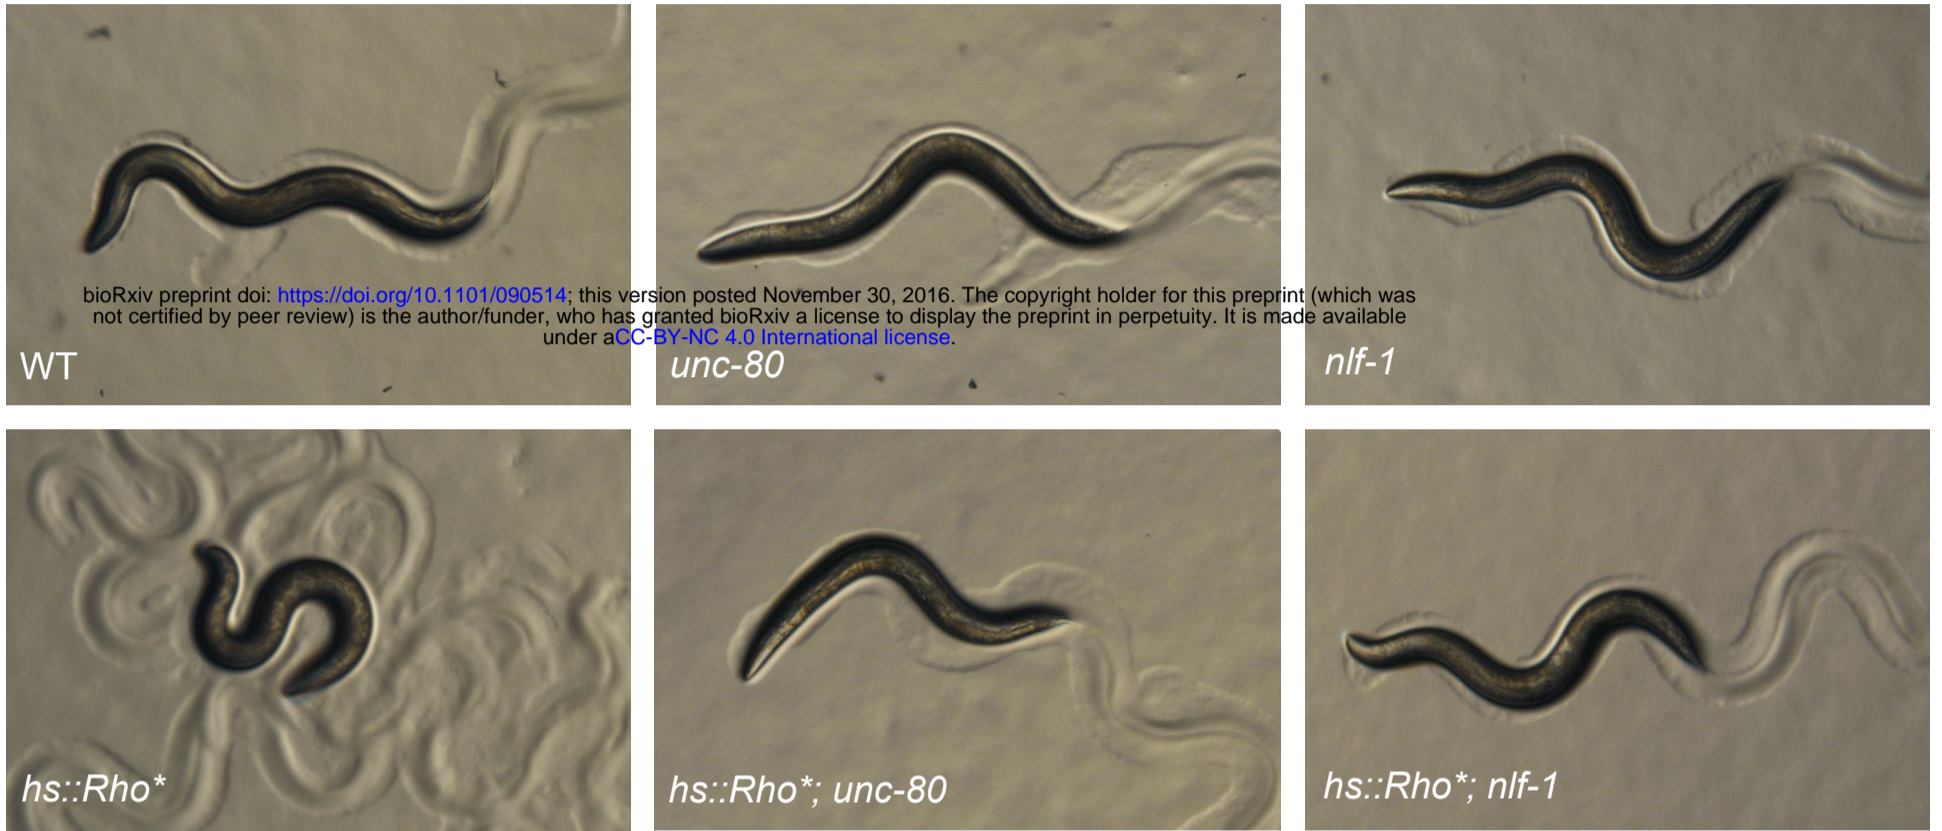 bioRxiv preprint doi: https://doi.org/10.1101/090514; this version posted November 30, 2016. The copyright holder for this preprint (which was
not certified by peer review) is the author/funder, who has granted bioRxiv a license to display the preprint in perpetuity. It is made available
under aCC-BY-NC 4.0 International license.
WT
unc-80
nlf-1
hs::Rho*
hs::Rho*; unc-80
hs::Rho*; nlf-1